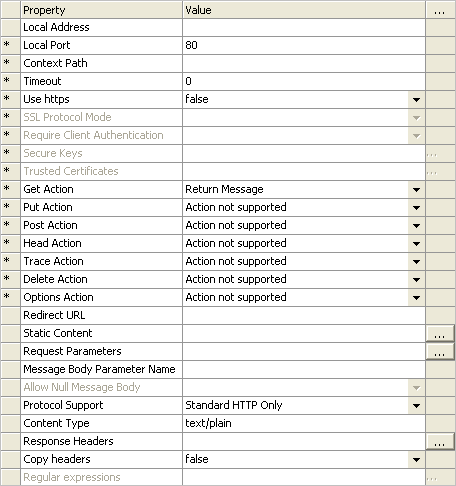 Property Value ...
Local Address
* Local Port 80
* Context Path
* Timeout 0
* Use https false
* SSL Protocol Mode
* Require Client Authentication
* Secure Keys ...
* Trusted Certificates ...
* Get Action Return Message
* Put Action Action not supported
* Post Action Action not supported
* Head Action Action not supported
* Trace Action Action not supported
* Delete Action Action not supported
* Options Action Action not supported
Redirect URL
Static Content ...
Request Parameters ...
Message Body Parameter Name
Allow Null Message Body
Protocol Support Standard HTTP Only
Content Type text/plain
Response Headers ...
Copy headers false
Regular expressions ...